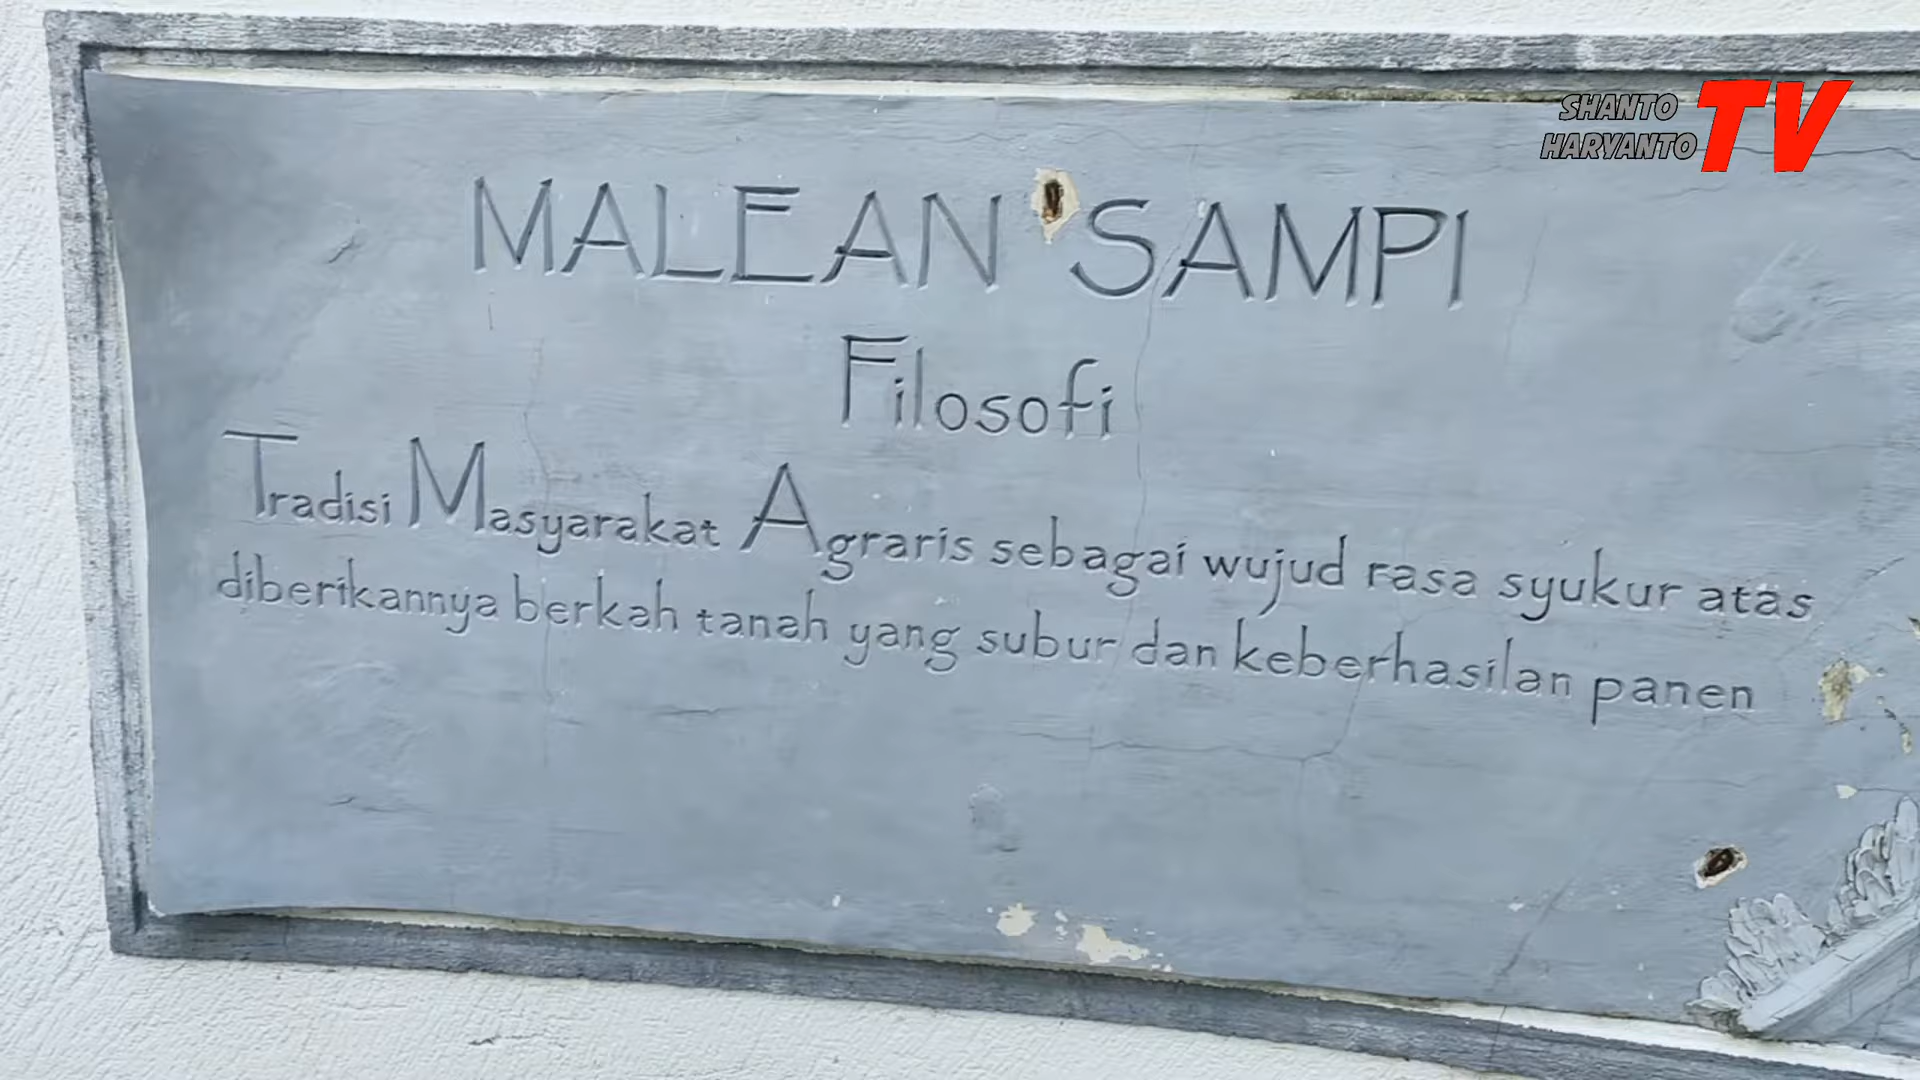 SHANTO
HARYANTO TV
MALEAN SAMPI
Filosofi
Tradisi Masyarakat Agraris sebagai wujud rasa syukur atas
diberikannya berkah tanah yang subur dan keberhasilan panen